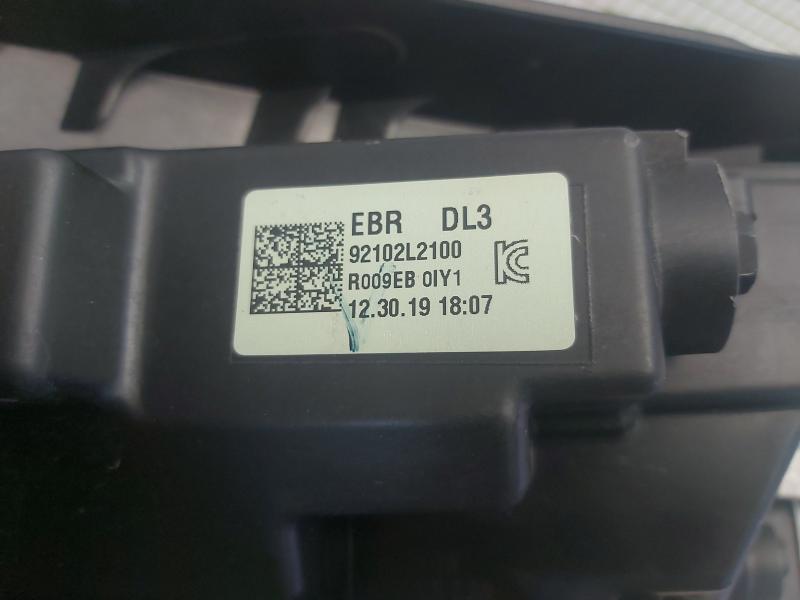 EBR DL3
92102L2100
R009EB 0IY1
12.30.19 18:07